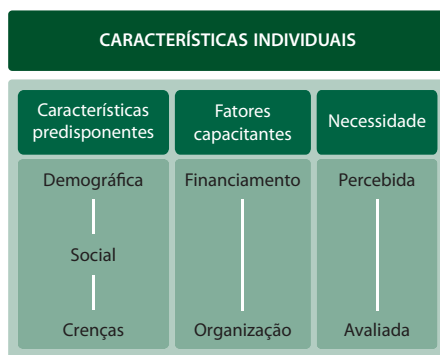 CARACTERÍSTICAS INDIVIDUAIS
Características
predisponentes
Fatores
capacitantes
Necessidade
Demográfica
Social
Crenças
Financiamento
Organização
Percebida
Avaliada